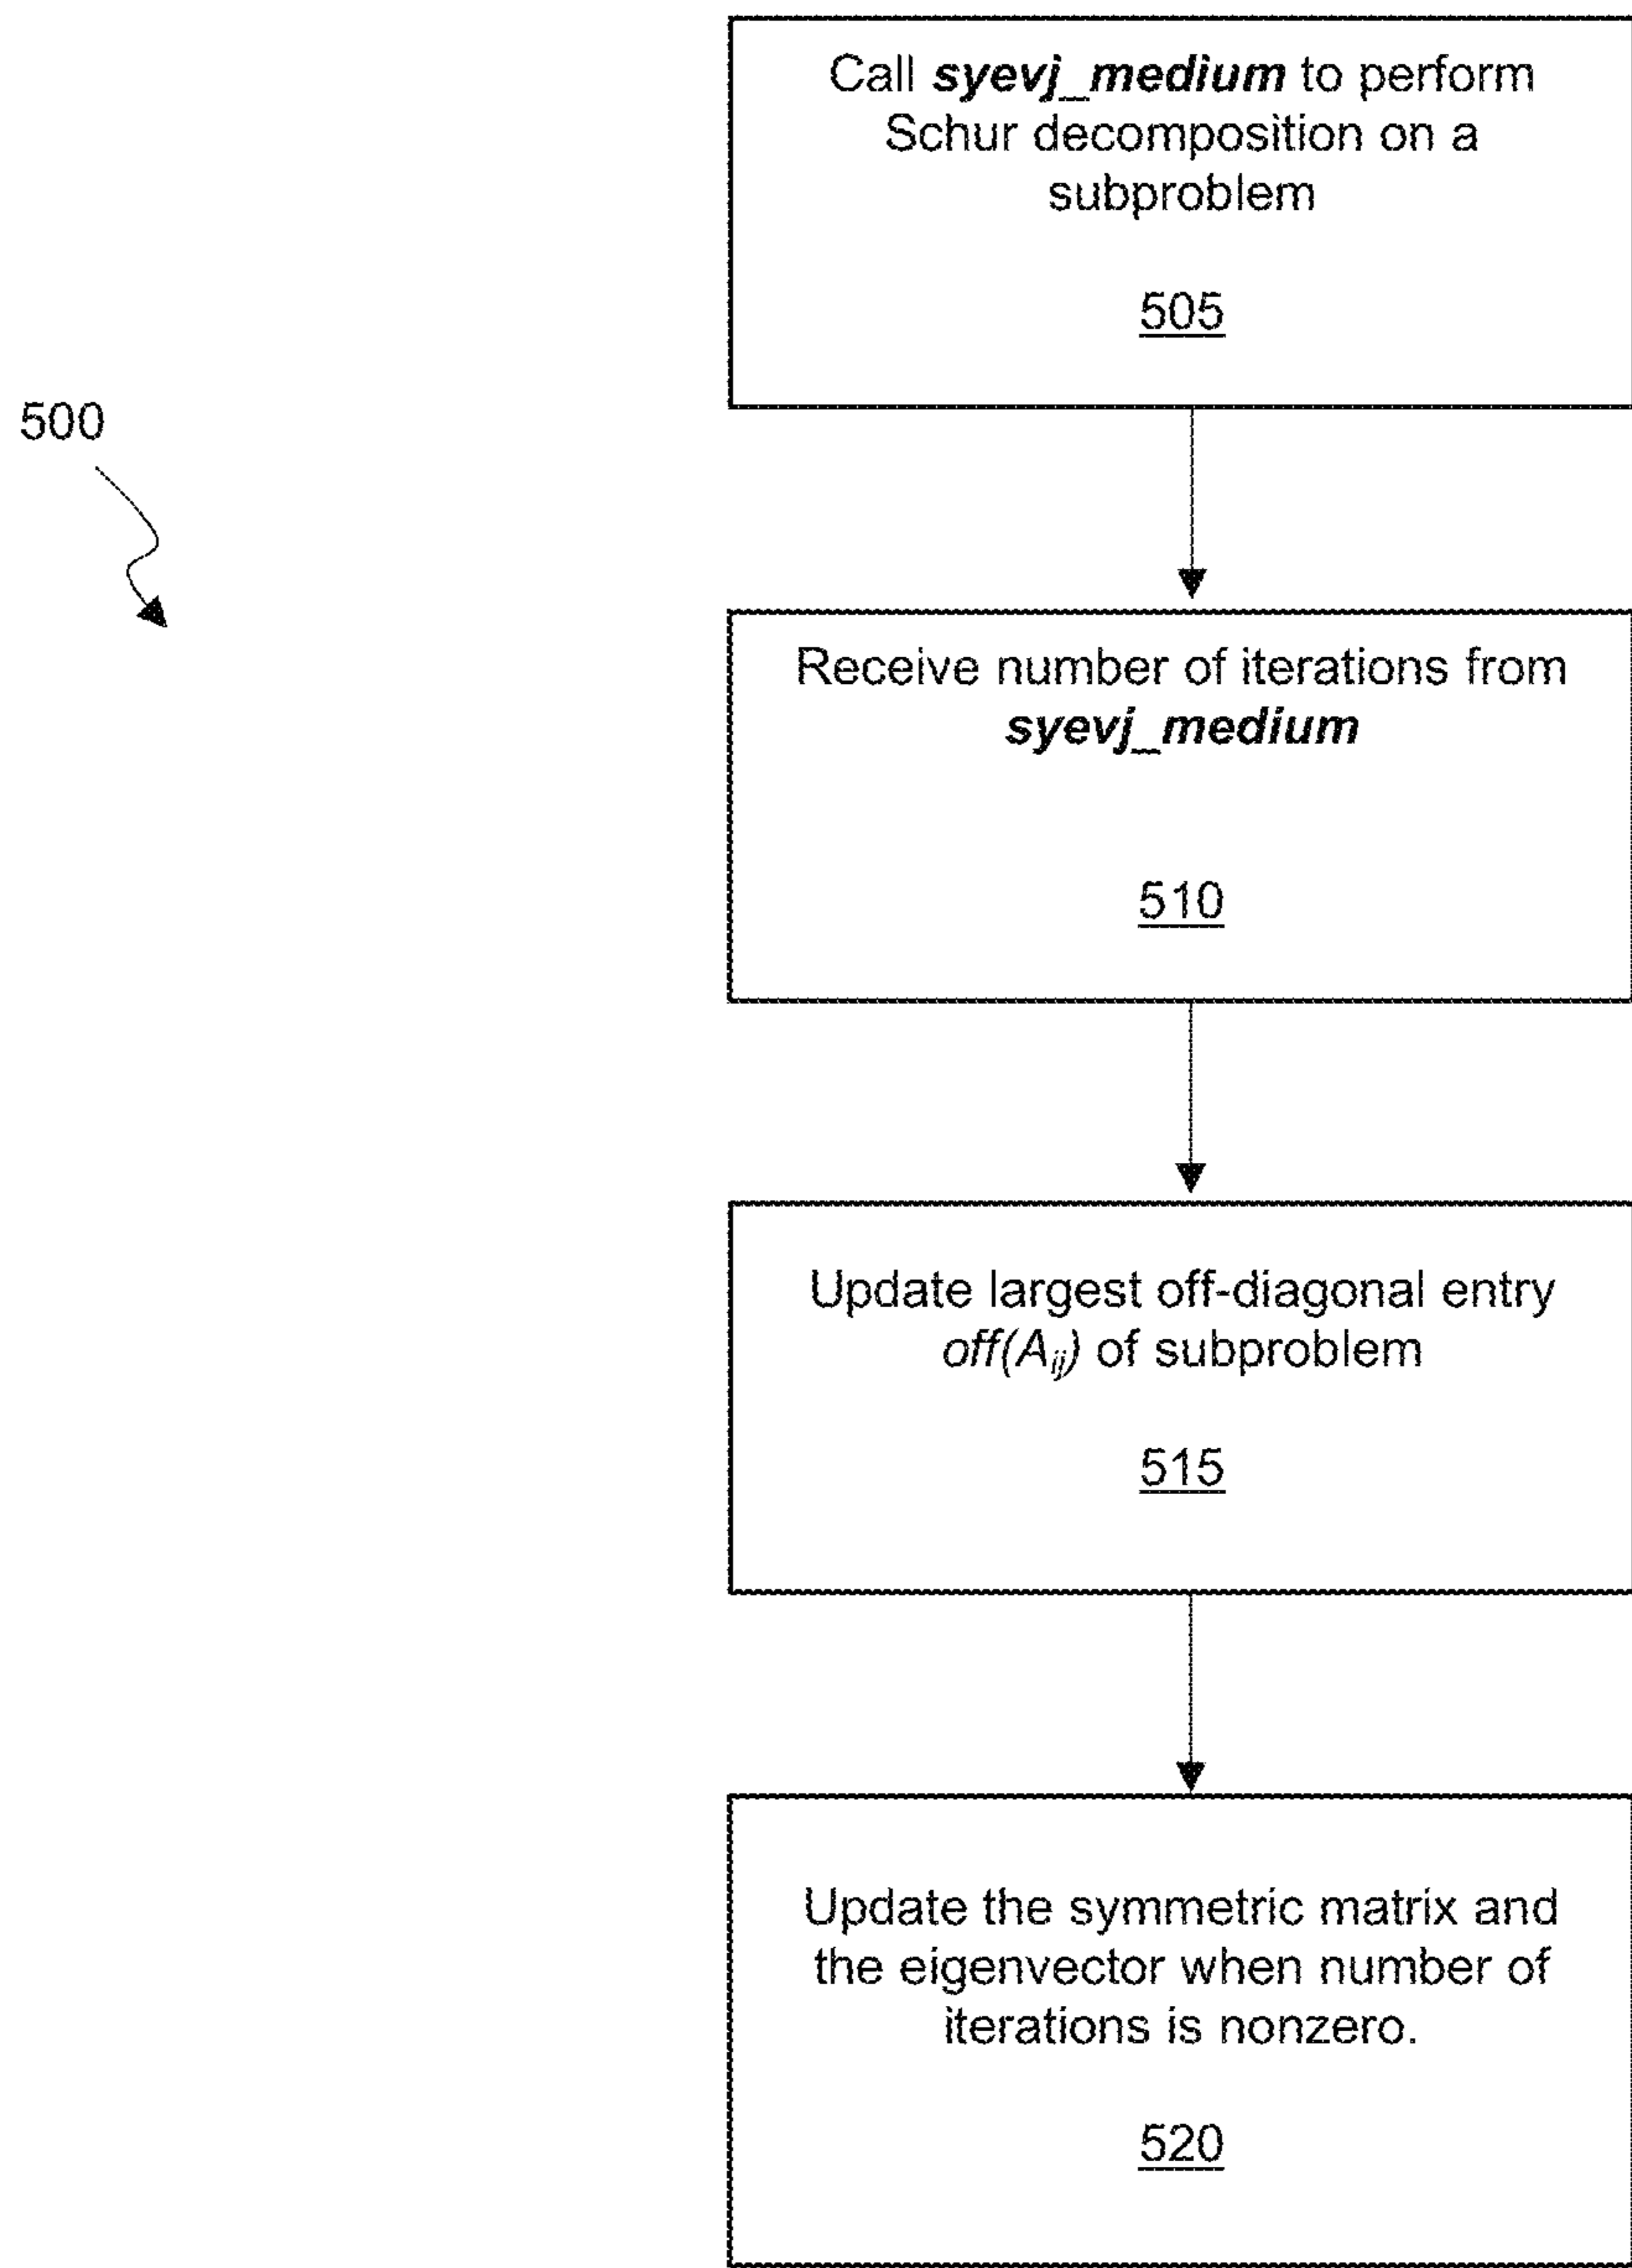 Call syevj_medium to perform
Schur decomposition on a
subproblem
505
500
Receive number of iterations from
syevj_medium
510
Update largest off-diagonal entry
off(Aij) of subproblem
515
Update the symmetric matrix and
the eigenvector when number of
iterations is nonzero.
520